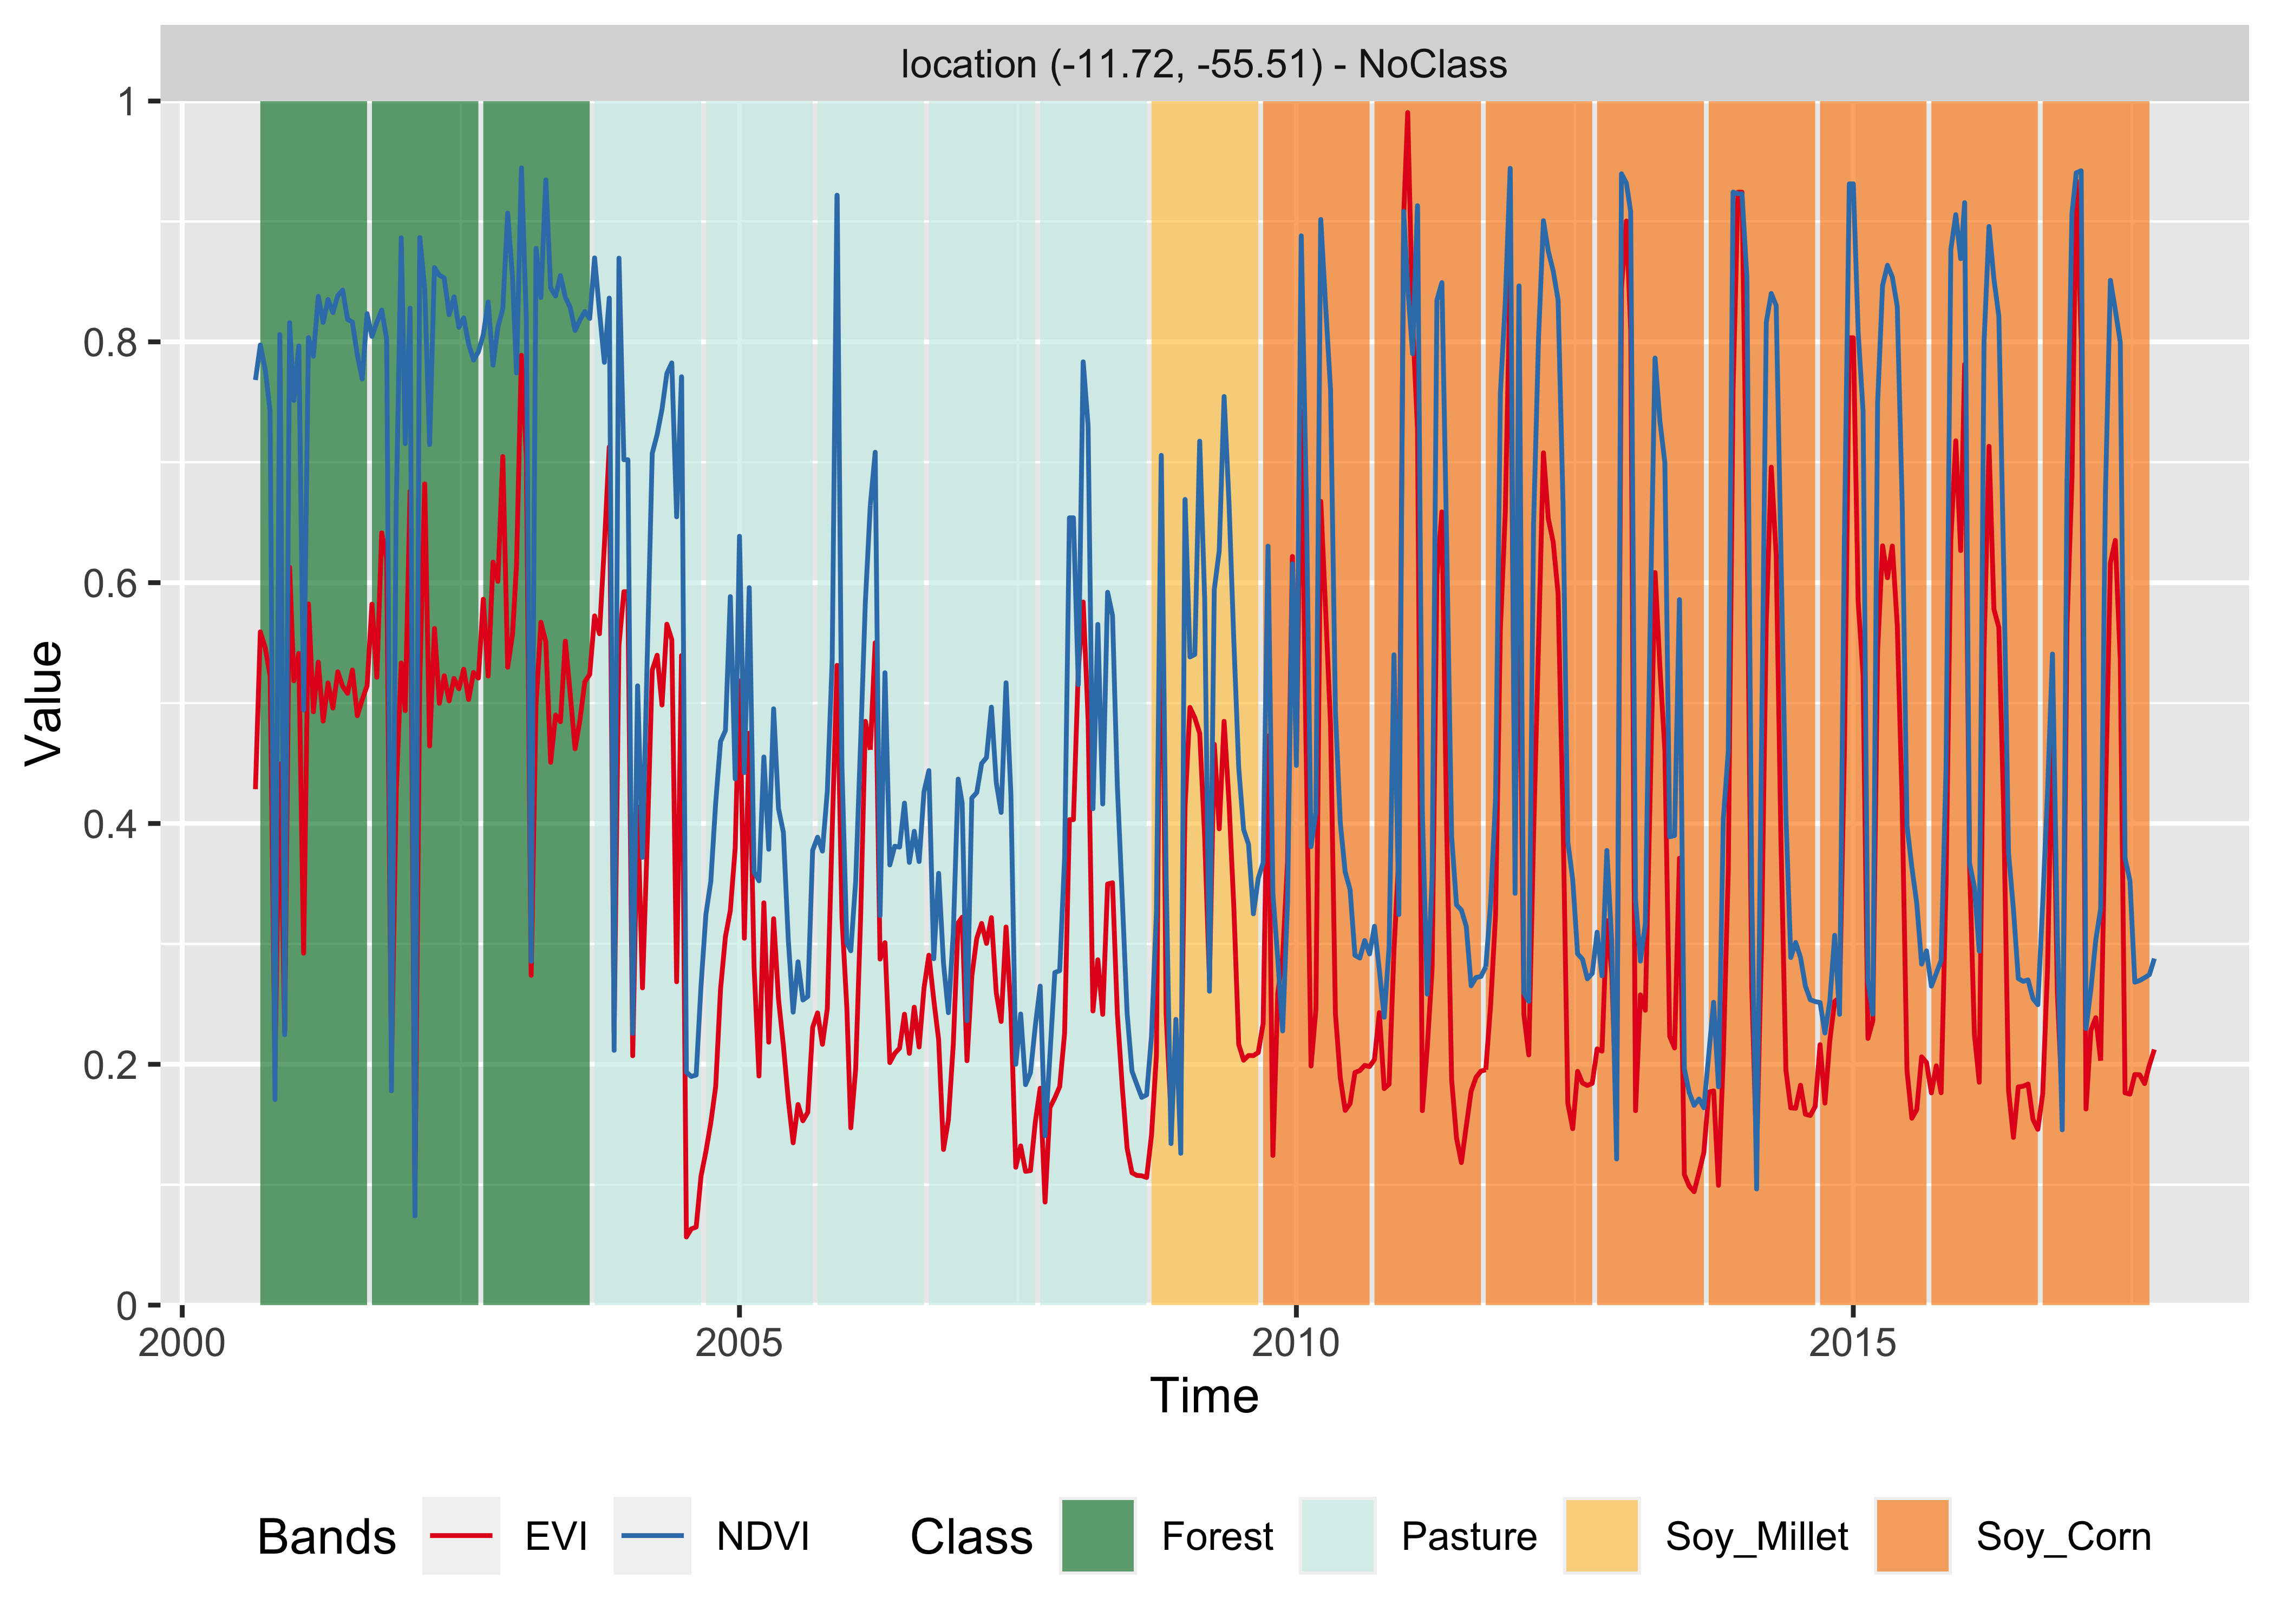 location (-11.72, -55.51) - NoClass
1
0.8
0.6
0.4
0.2
0
Value
2000 2005 2010 2015
Time
Bands EVI NDVI Class Forest Pasture Soy_Millet Soy_Corn